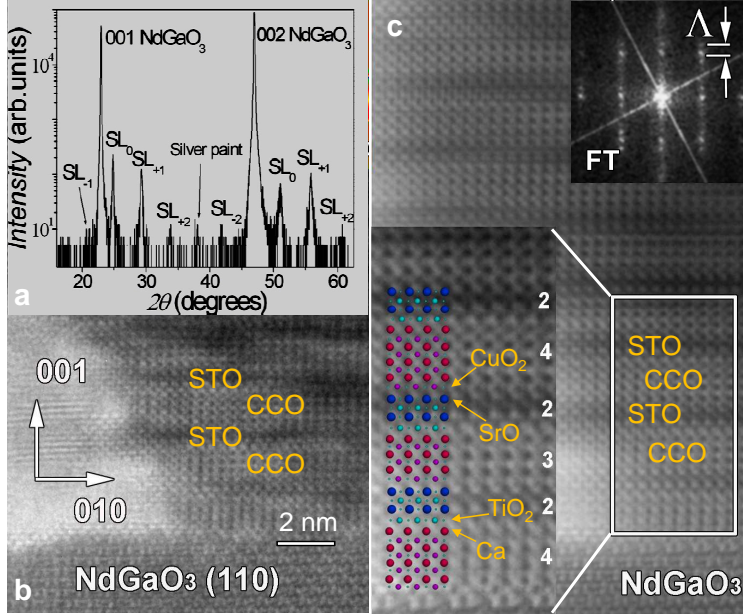 Intensity (arb.units)
10⁴
10¹
001 NdGaO₃
002 NdGaO₃
SL₋₁
SL₀
SL₊₁
Silver paint
SL₊₂
SL₋₂
SL₀
SL₊₁
SL₊₂
20 30 40 50 60
2θ (degrees)
a
001
010
STO
CCO
STO
CCO
2 nm
NdGaO₃ (110)
b
c
Λ
FT
2
4
2
3
2
4
CuO₂
SrO
TiO₂
Ca
STO
CCO
STO
CCO
NdGaO₃